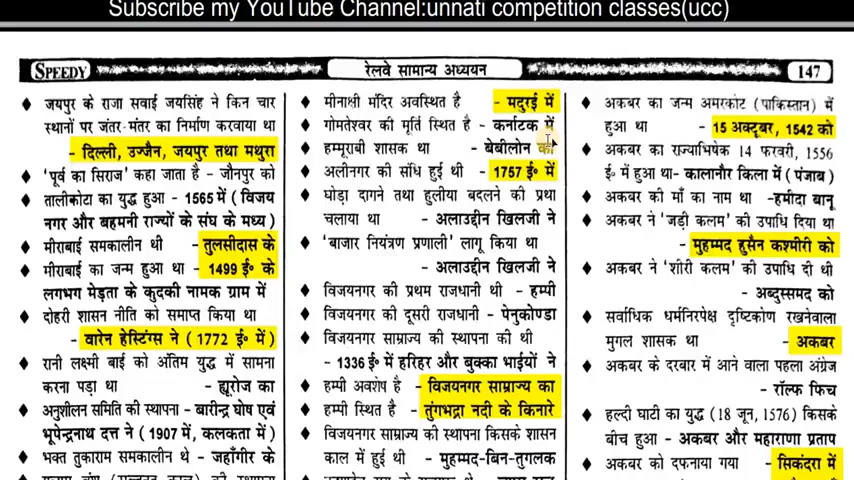 Subscribe my YouTube Channel:unnati competition classes(ucc)
SPEEDY
रेलवे सामान्य अध्ययन
147
♦ जयपुर के राजा सवाई जयसिंह ने किन चार
स्थानों पर जंतर-मंतर का निर्माण करवाया था
- दिल्ली, उज्जैन, जयपुर तथा मथुरा
♦ 'पूर्व का सिराज' कहा जाता है - जौनपुर को
♦ तालीकोटा का युद्ध हुआ - 1565 में (विजय
नगर और बहमनी राज्यों के संघ के मध्य)
♦ मीराबाई समकालीन थी - तुलसीदास के
♦ मीराबाई का जन्म हुआ था - 1499 ई॰ के
लगभग मेड़ता के कुदकी नामक ग्राम में
♦ दोहरी शासन नीति को समाप्त किया था
- वारेन हेस्टिंग्स ने (1772 ई॰ में)
♦ रानी लक्ष्मी बाई को अंतिम युद्ध में सामना
करना पड़ा था - ह्यूरोज का
♦ अनुशीलन समिति की स्थापना - बारीन्द्र घोष एवं
भूपेन्द्रनाथ दत्त ने (1907 में, कलकता में)
♦ भक्त तुकाराम समकालीन थे - जहाँगीर के
♦ मीनाक्षी मंदिर अवस्थित है - मदुरई में
♦ गोमतेश्वर की मूर्ति स्थित है - कर्नाटक में
♦ हम्मूराबी शासक था - बेबीलोन का
♦ अलीनगर की संधि हुई थी - 1757 ई॰ में
♦ घोड़ा दागने तथा हुलीया बदलने की प्रथा
चलाया था - अलाउद्दीन खिलजी ने
♦ 'बाजार नियंत्रण प्रणाली' लागू किया था
- अलाउद्दीन खिलजी ने
♦ विजयनगर की प्रथम राजधानी थी - हम्पी
♦ विजयनगर की दूसरी राजधानी - पेनुकोण्डा
♦ विजयनगर साम्राज्य की स्थापना की थी
- 1336 ई॰ में हरिहर और बुक्का भाईयों ने
♦ हम्पी अवशेष है - विजयनगर साम्राज्य का
♦ हम्पी स्थित है - तुंगभद्रा नदी के किनारे
♦ विजयनगर साम्राज्य की स्थापना किसके शासन
काल में हुई थी - मुहम्मद-बिन-तुगलक
♦ अकबर का जन्म अमरकोट (पाकिस्तान) में
हुआ था - 15 अक्टूबर, 1542 को
♦ अकबर का राज्याभिषेक 14 फरवरी, 1556
ई॰ में हुआ था- कालानौर किला में (पंजाब)
♦ अकबर की माँ का नाम था -हमीदा बानू
♦ अकबर ने 'जड़ी कलम' की उपाधि दिया था
- मुहम्मद हुसैन कश्मीरी को
♦ अकबर ने 'शीरी कलम' की उपाधि दी थी
- अब्दुस्समद को
♦ सर्वाधिक धर्मनिरपेक्ष दृष्टिकोण रखनेवाला
मुगल शासक था - अकबर
♦ अकबर के दरबार में आने वाला पहला अंग्रेज
- रॉल्फ फिच
♦ हल्दी घाटी का युद्ध (18 जून, 1576) किसके
बीच हुआ - अकबर और महाराणा प्रताप
♦ अकबर को दफनाया गया - सिकंदरा में